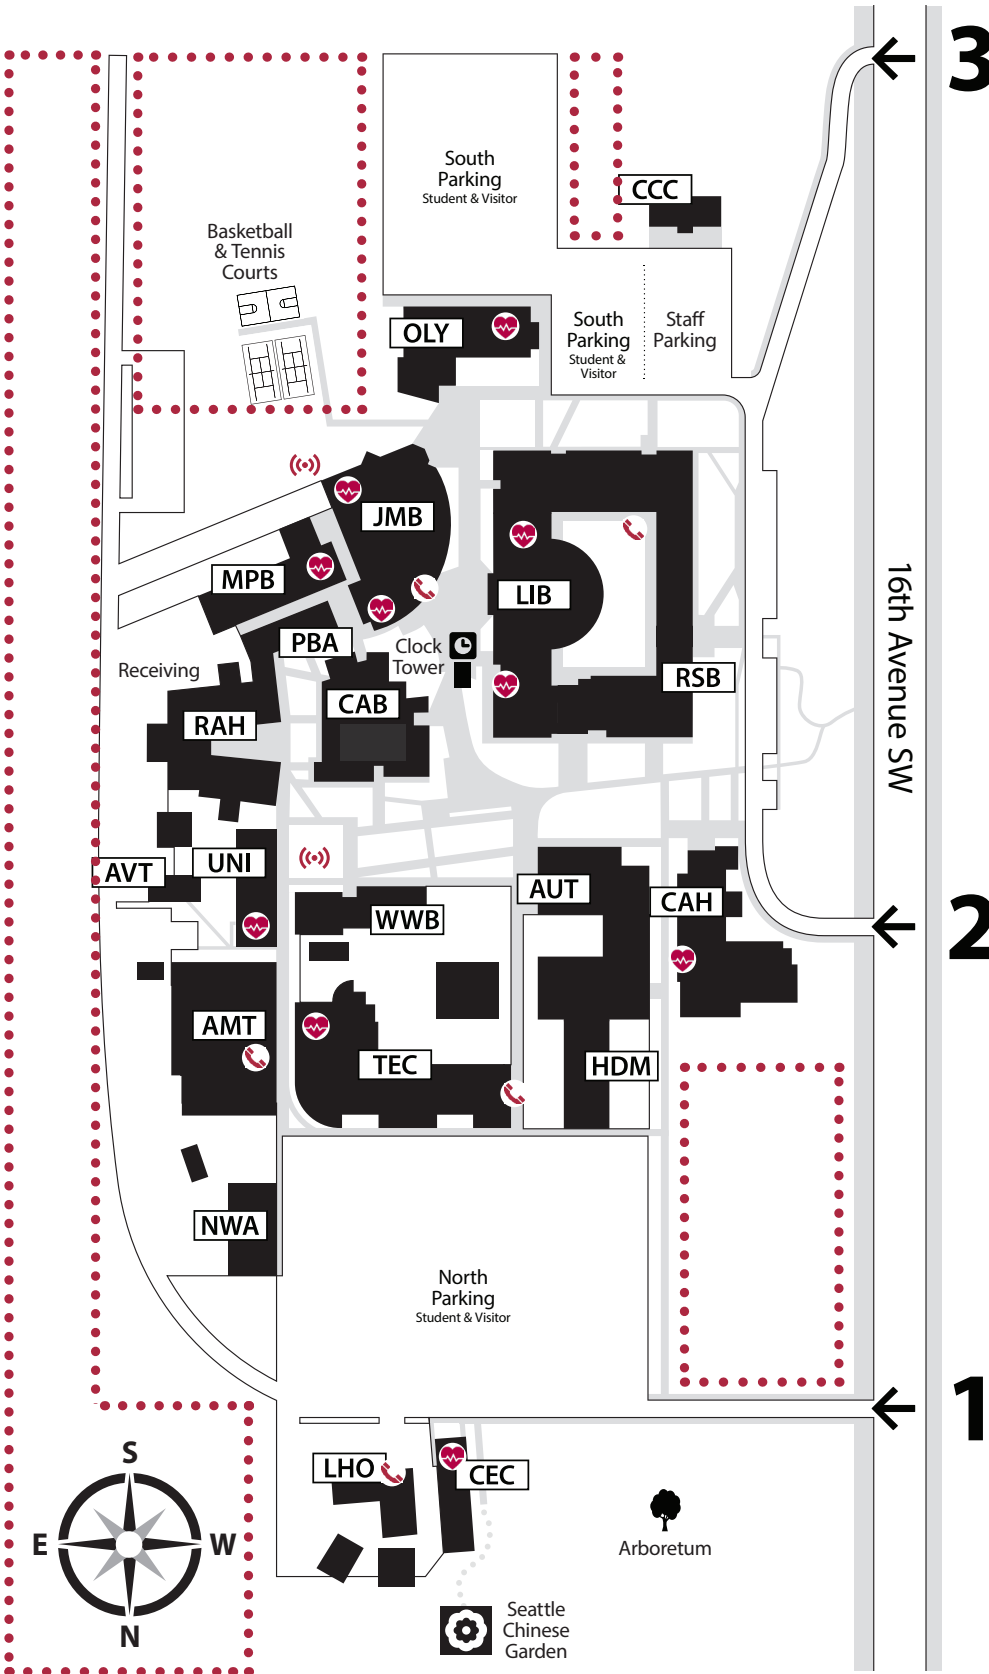 3
South
Parking
Student & Visitor
CCC
Basketball
& Tennis
Courts
OLY
South
Parking
Student &
Visitor
Staff
Parking
JMB
MPB
LIB
PBA
Clock
Tower
Receiving
RSB
CAB
RAH
16th Avenue SW
AVT
UNI
AUT
CAH
WWB
2
AMT
TEC
HDM
NWA
North
Parking
Student & Visitor
1
S
E
W
N
LHO
CEC
Arboretum
Seattle
Chinese
Garden